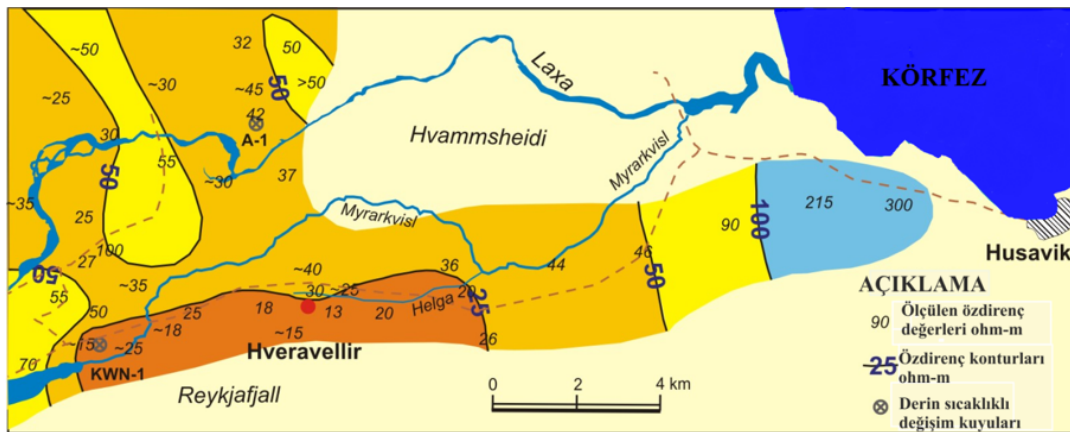 ~50
32
50
>50
~25
~30
~45
50
42
A-1
30
55
50
~30
37
~35
25
100
27
50
~35
55
50
25
~18
~15
~25
70
KWN-1
Laxa
Hvammsheidi
Myrarkvisl
Myrarkvisl
~40
30
~25
36
20
25
18
13
20
Helga
~15
26
44
46
50
90
100
215
300
Hveravellir
Reykjafjall
0 2 4 km
KÖRFEZ
Husavik
AÇIKLAMA
90 Ölçülen özdirenç
değerleri ohm-m
25 Özdirenç konturları
ohm-m
Derin sıcaklıklı
değişim kuyuları